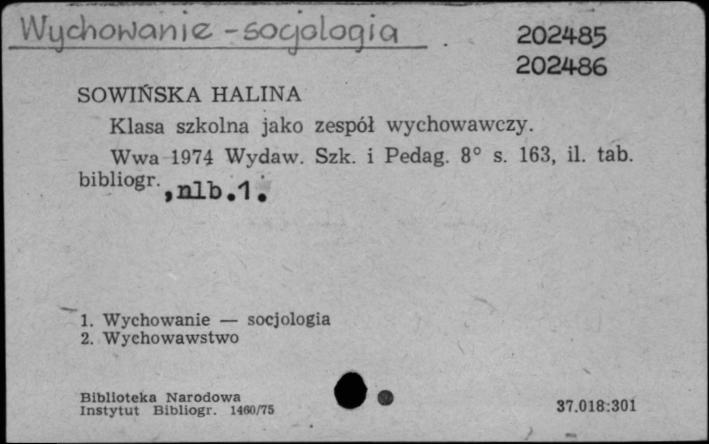 Wychowanie - socjologia
202485
202486
SOWIŃSKA HALINA
Klasa szkolna jako zespół wychowawczy.
Wwa 1974 Wydaw. Szk. i Pedag. 8° s. 163, il. tab.
bibliogr. , nlb.1.
1. Wychowanie — socjologia
2. Wychowawstwo
Biblioteka Narodowa
Instytut Bibliogr. 1460/75
37.018:301